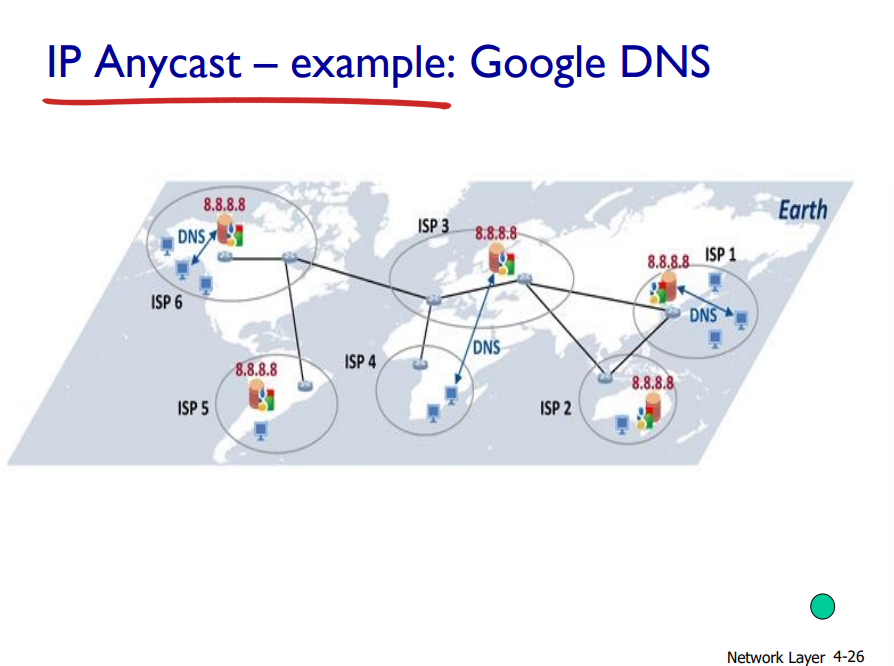 IP Anycast – example: Google DNS
Earth
8.8.8.8
DNS
ISP 6
ISP 3
8.8.8.8
DNS
8.8.8.8
ISP 1
DNS
8.8.8.8
ISP 5
ISP 4
ISP 2
8.8.8.8
Network Layer 4-26